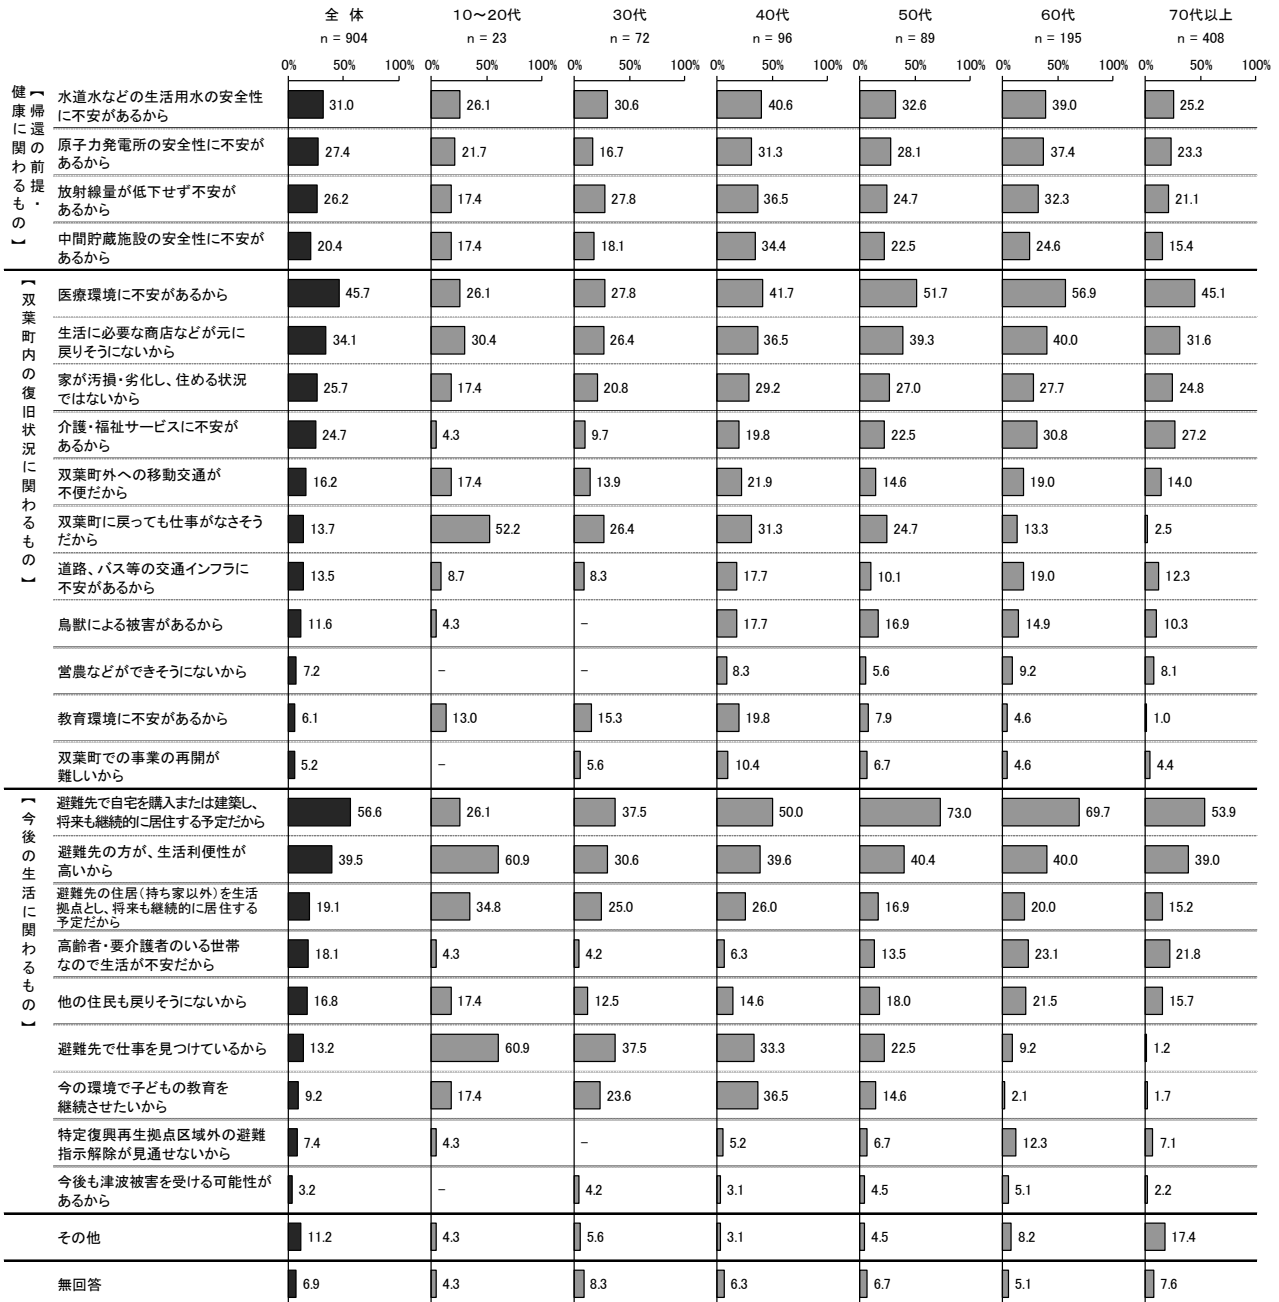 全 体 10～20代 30代 40代 50代 60代 70代以上
n = 904 n = 23 n = 72 n = 96 n = 89 n = 195 n = 408
0% 50% 100% 0% 50% 100% 0% 50% 100% 0% 50% 100% 0% 50% 100% 0% 50% 100% 0% 50% 100%
【帰還の前提・
健康に関わるもの】
水道水などの生活用水の安全性
に不安があるから
31.0 26.1 30.6 40.6 32.6 39.0 25.2
原子力発電所の安全性に不安が
あるから
27.4 21.7 16.7 31.3 28.1 37.4 23.3
放射線量が低下せず不安が
あるから
26.2 17.4 27.8 36.5 24.7 32.3 21.1
中間貯蔵施設の安全性に不安が
あるから
20.4 17.4 18.1 34.4 22.5 24.6 15.4
【双葉町内の復旧状況に関わるもの】
医療環境に不安があるから
45.7 26.1 27.8 41.7 51.7 56.9 45.1
生活に必要な商店などが元に
戻りそうにないから
34.1 30.4 26.4 36.5 39.3 40.0 31.6
家が汚損・劣化し、住める状況
ではないから
25.7 17.4 20.8 29.2 27.0 27.7 24.8
介護・福祉サービスに不安が
あるから
24.7 4.3 9.7 19.8 22.5 30.8 27.2
双葉町外への移動交通が
不便だから
16.2 17.4 13.9 21.9 14.6 19.0 14.0
双葉町に戻っても仕事がなさそう
だから
13.7 52.2 26.4 31.3 24.7 13.3 2.5
道路、バス等の交通インフラに
不安があるから
13.5 8.7 8.3 17.7 10.1 19.0 12.3
鳥獣による被害があるから
11.6 4.3 － 17.7 16.9 14.9 10.3
営農などができそうにないから
7.2 － － 8.3 5.6 9.2 8.1
教育環境に不安があるから
6.1 13.0 15.3 19.8 7.9 4.6 1.0
双葉町での事業の再開が
難しいから
5.2 － 5.6 10.4 6.7 4.6 4.4
【今後の生活に関わるもの】
避難先で自宅を購入または建築し、
将来も継続的に居住する予定だから
56.6 26.1 37.5 50.0 73.0 69.7 53.9
避難先の方が、生活利便性が
高いから
39.5 60.9 30.6 39.6 40.4 40.0 39.0
避難先の住居（持ち家以外）を生活
拠点とし、将来も継続的に居住する
予定だから
19.1 34.8 25.0 26.0 16.9 20.0 15.2
高齢者・要介護者のいる世帯
なので生活が不安だから
18.1 4.3 4.2 6.3 13.5 23.1 21.8
他の住民も戻りそうにないから
16.8 17.4 12.5 14.6 18.0 21.5 15.7
避難先で仕事を見つけているから
13.2 60.9 37.5 33.3 22.5 9.2 1.2
今の環境で子どもの教育を
継続させたいから
9.2 17.4 23.6 36.5 14.6 2.1 1.7
特定復興再生拠点区域外の避難
指示解除が見通せないから
7.4 4.3 － 5.2 6.7 12.3 7.1
今後も津波被害を受ける可能性が
あるから
3.2 － 4.2 3.1 4.5 5.1 2.2
その他
11.2 4.3 5.6 3.1 4.5 8.2 17.4
無回答
6.9 4.3 8.3 6.3 6.7 5.1 7.6